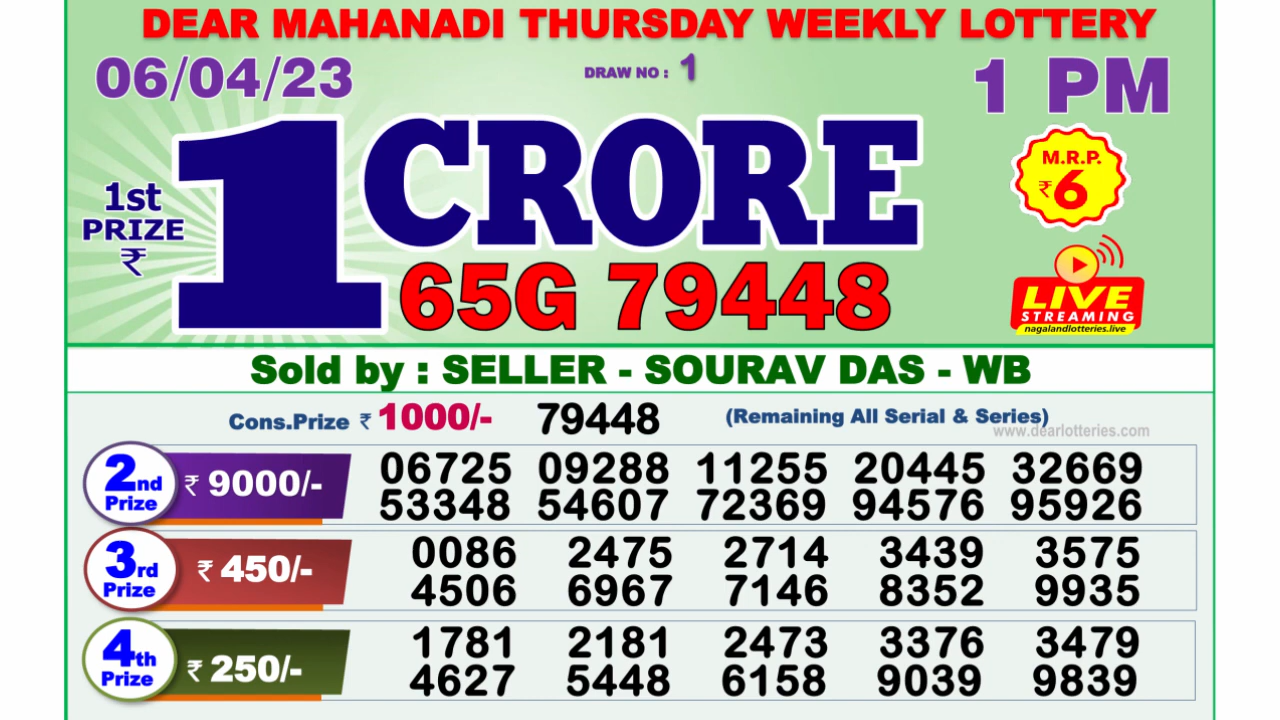 DEAR MAHANADI THURSDAY WEEKLY LOTTERY
06/04/23
DRAW NO : 1
1 PM
1st
PRIZE
₹
1 CRORE
M.R.P.
₹6
65G 79448
LIVE
STREAMING
nagalandlotteries.live
Sold by : SELLER - SOURAV DAS - WB
Cons.Prize ₹ 1000/- 79448 (Remaining All Serial & Series)
www.dearlotteries.com
2nd
Prize
₹ 9000/-
06725 09288 11255 20445 32669
53348 54607 72369 94576 95926
3rd
Prize
₹ 450/-
0086 2475 2714 3439 3575
4506 6967 7146 8352 9935
4th
Prize
₹ 250/-
1781 2181 2473 3376 3479
4627 5448 6158 9039 9839